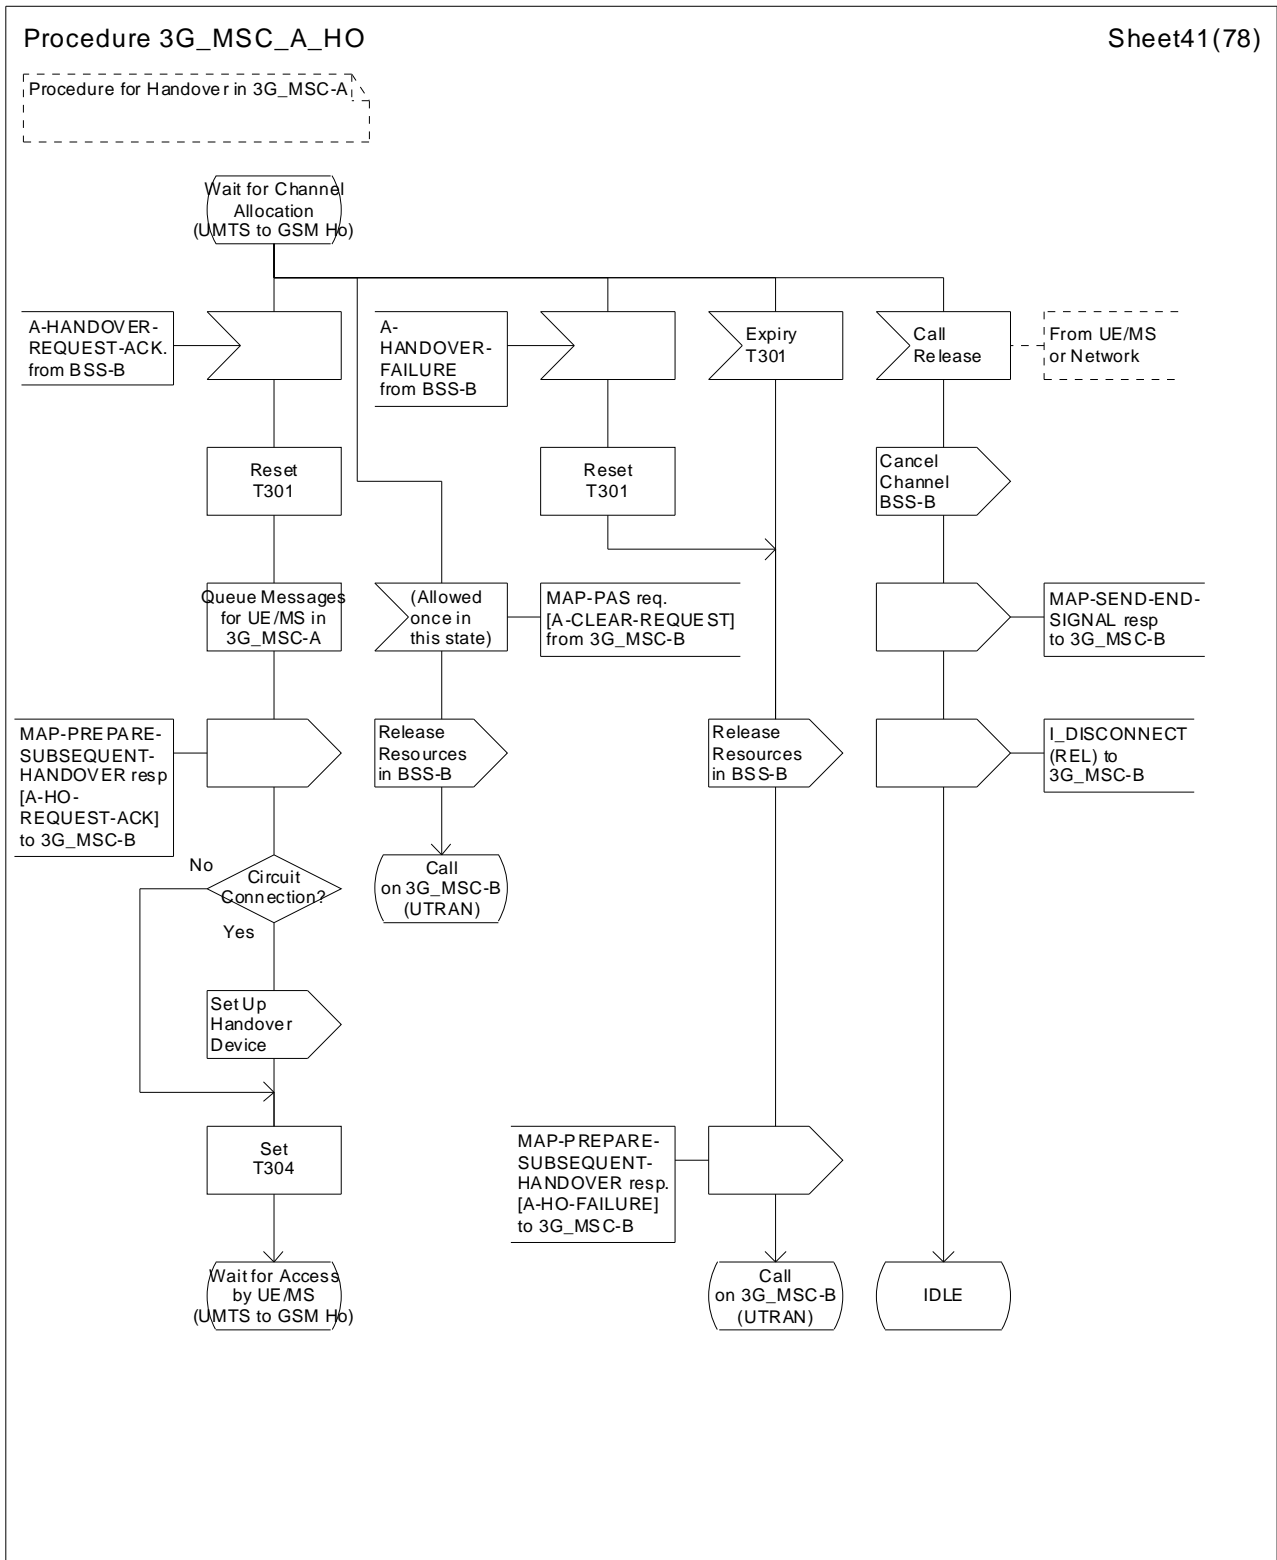 Procedure 3G_MSC_A_HO
Sheet41(78)
Procedure for Handover in 3G_MSC-A
Wait for Channel
Allocation
(UMTS to GSM Ho)
A-HANDOVER-
REQUEST-ACK.
from BSS-B
A-
HANDOVER-
FAILURE
from BSS-B
Expiry
T301
Call
Release
From UE/MS
or Network
Reset
T301
Reset
T301
Cancel
Channel
BSS-B
Queue Messages
for UE/MS in
3G_MSC-A
(Allowed
once in
this state)
MAP-PAS req.
[A-CLEAR-REQUEST]
from 3G_MSC-B
MAP-SEND-END-
SIGNAL resp
to 3G_MSC-B
MAP-PREPARE-
SUBSEQUENT-
HANDOVER resp
[A-HO-
REQUEST-ACK]
to 3G_MSC-B
Release
Resources
in BSS-B
Release
Resources
in BSS-B
I_DISCONNECT
(REL) to
3G_MSC-B
No
Circuit
Connection?
Yes
Call
on 3G_MSC-B
(UTRAN)
Set Up
Handover
Device
Set
T304
MAP-PREPARE-
SUBSEQUENT-
HANDOVER resp.
[A-HO-FAILURE]
to 3G_MSC-B
Wait for Access
by UE/MS
(UMTS to GSM Ho)
Call
on 3G_MSC-B
(UTRAN)
IDLE